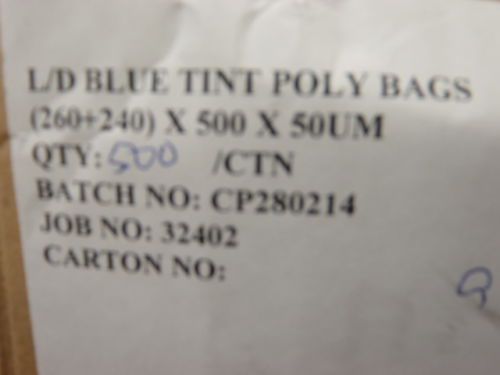 L/D BLUE TINT POLY BAGS
(260+240) X 500 X 50UM
QTY: 500 /CTN
BATCH NO: CP280214
JOB NO: 32402
CARTON NO: